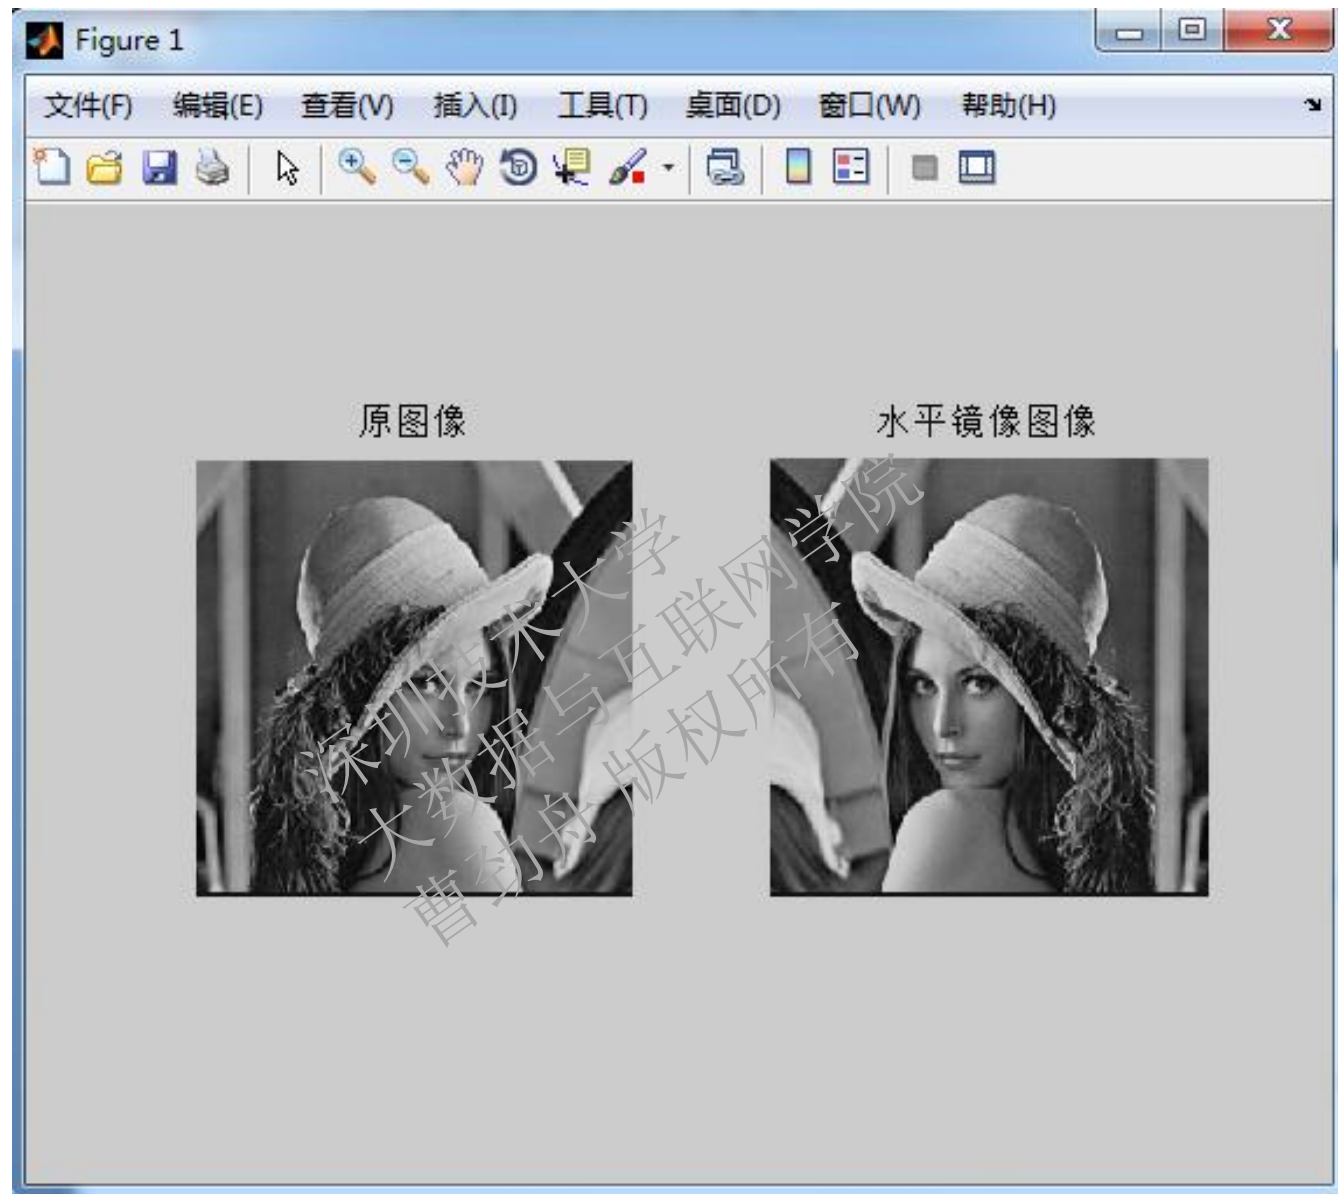 Figure 1
文件(F) 编辑(E) 查看(V) 插入(I) 工具(T) 桌面(D) 窗口(W) 帮助(H)
原图像
水平镜像图像
深圳技术大学
大数据与互联网学院
曹劲舟 版权所有